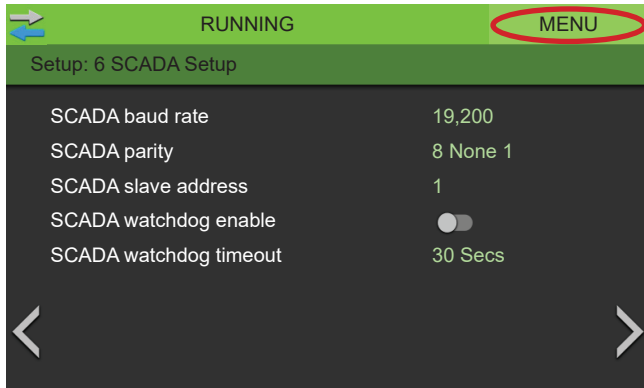 RUNNING MENU
Setup: 6 SCADA Setup
SCADA baud rate 19,200
SCADA parity 8 None 1
SCADA slave address 1
SCADA watchdog enable
SCADA watchdog timeout 30 Secs